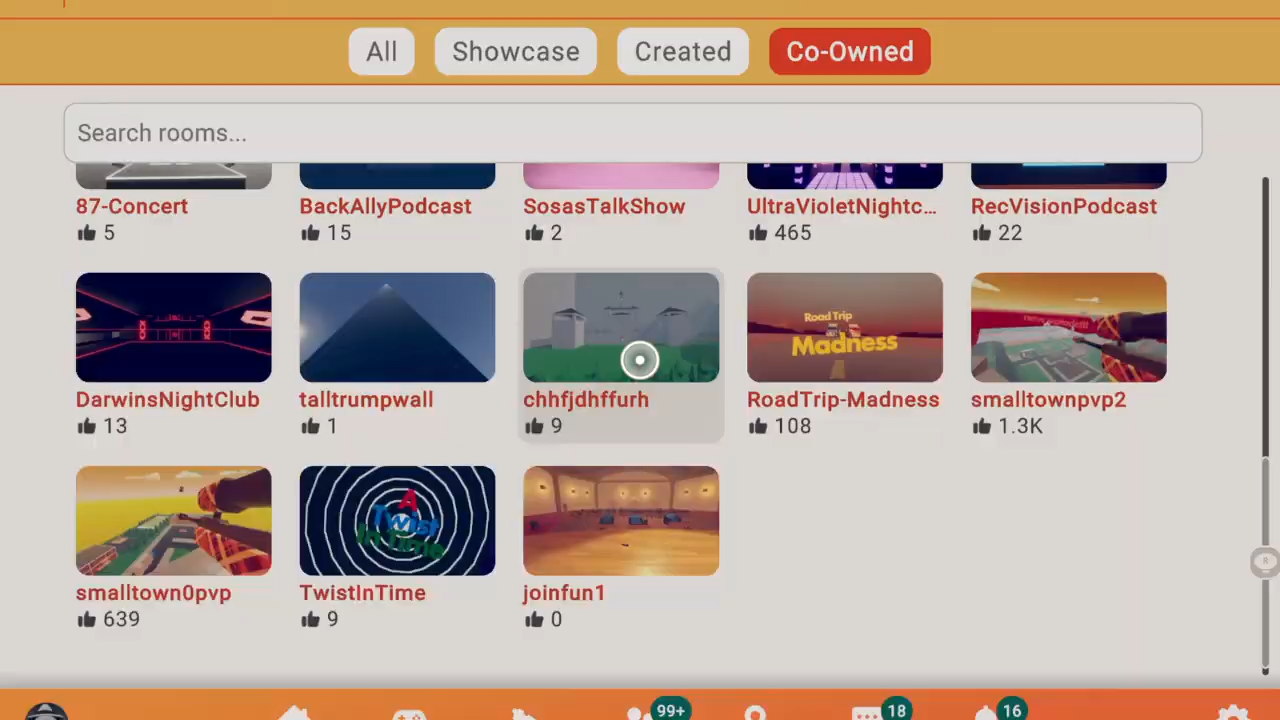 All
Showcase
Created
Co-Owned
Search rooms...
87-Concert
BackAllyPodcast
SosasTalkShow
UltraVioletNightc...
RecVisionPodcast
5
15
2
465
22
Road Trip
Madness
DarwinsNightClub
talltrumpwall
chhfjdhffurh
RoadTrip-Madness
smalltownpvp2
13
1
9
108
1.3K
A
Twist
In Time
smalltown0pvp
TwistInTime
joinfun1
639
9
0
99+
18
16